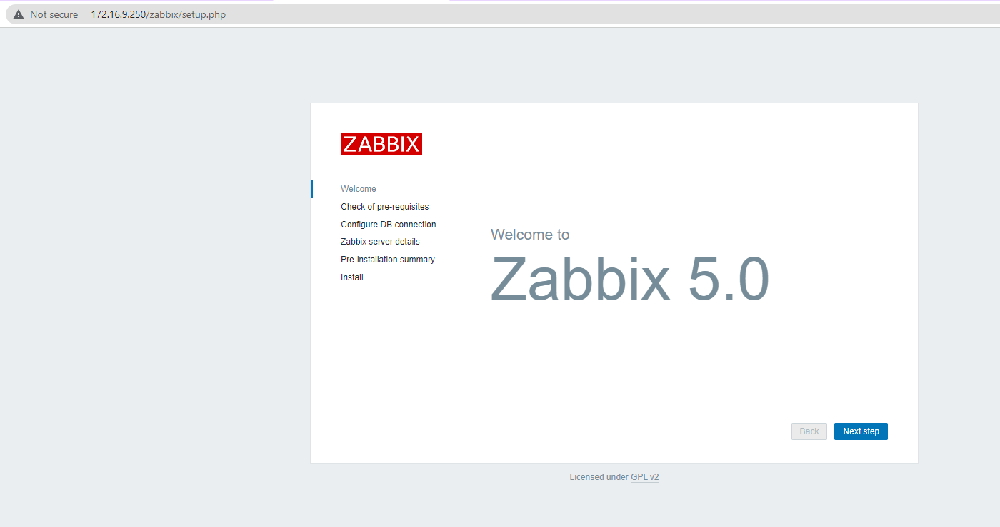 Not secure 172.16.9.250/zabbix/setup.php
ZABBIX
Welcome
Check of pre-requisites
Configure DB connection
Zabbix server details
Pre-installation summary
Install
Welcome to
Zabbix 5.0
Back Next step
Licensed under GPL v2